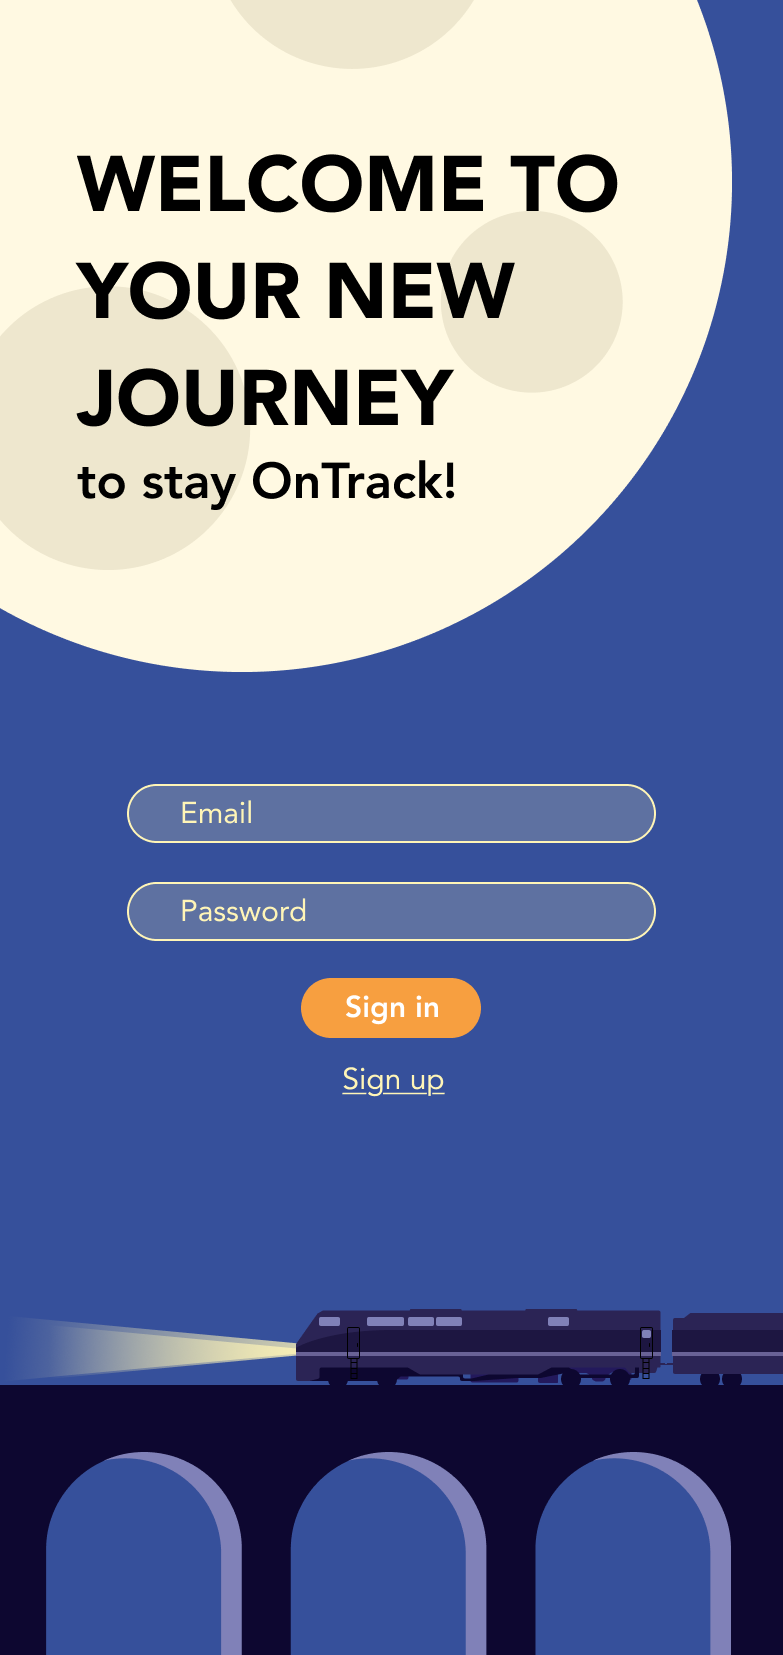 WELCOME TO
YOUR NEW
JOURNEY
to stay OnTrack!
Email
Password
Sign in
Sign up